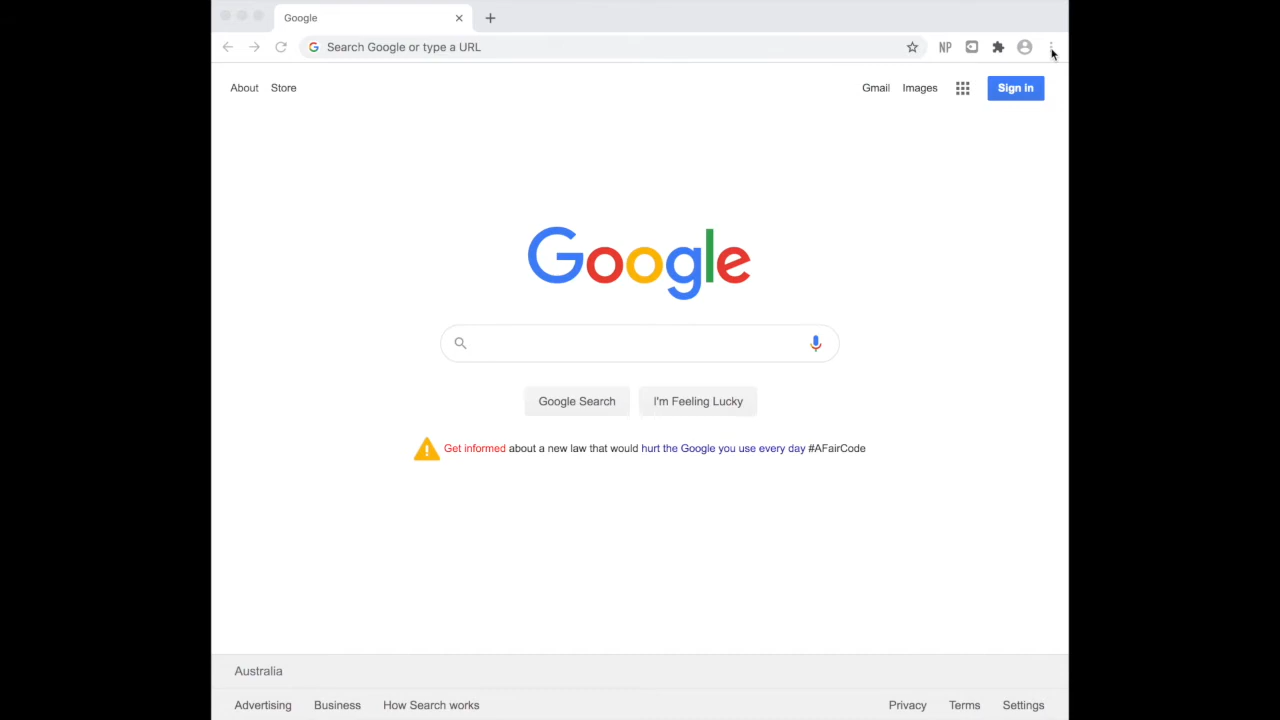 Google
Search Google or type a URL
NP
About Store
Gmail Images Sign in
Google
Google Search I'm Feeling Lucky
Get informed about a new law that would hurt the Google you use every day #AFairCode
Australia
Advertising Business How Search works
Privacy Terms Settings